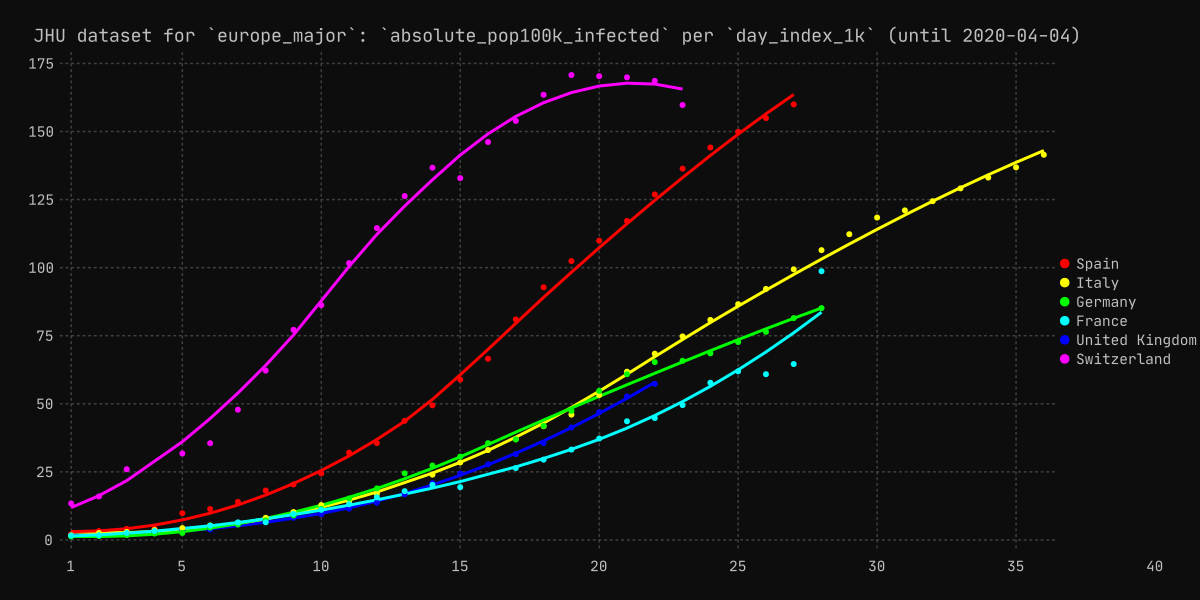 JHU dataset for `europe_major`: `absolute_pop100k_infected` per `day_index_1k` (until 2020-04-04)
175
150
125
100
75
50
25
0
1 5 10 15 20 25 30 35 40
Spain
Italy
Germany
France
United Kingdom
Switzerland